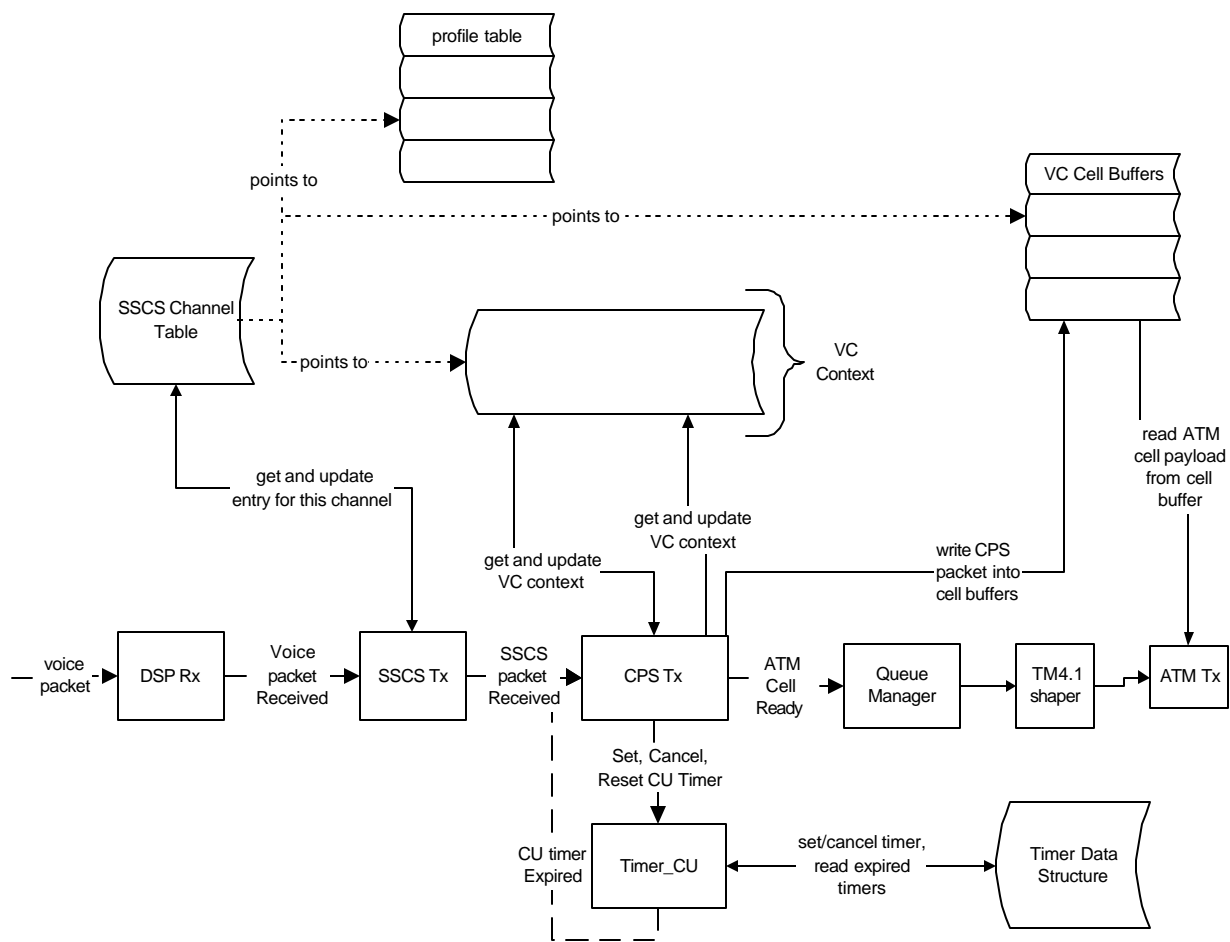 profile table
points to
points to
VC Cell Buffers
SSCS Channel
Table
points to
VC
Context
read ATM
cell payload
from cell
buffer
get and update
entry for this channel
get and update
VC context
get and update
VC context
write CPS
packet into
cell buffers
voice
packet
DSP Rx
Voice
packet
Received
SSCS Tx
SSCS
packet
Received
CPS Tx
ATM
Cell
Ready
Queue
Manager
TM4.1
shaper
ATM Tx
Set, Cancel,
Reset CU Timer
CU timer
Expired
Timer_CU
set/cancel timer,
read expired
timers
Timer Data
Structure